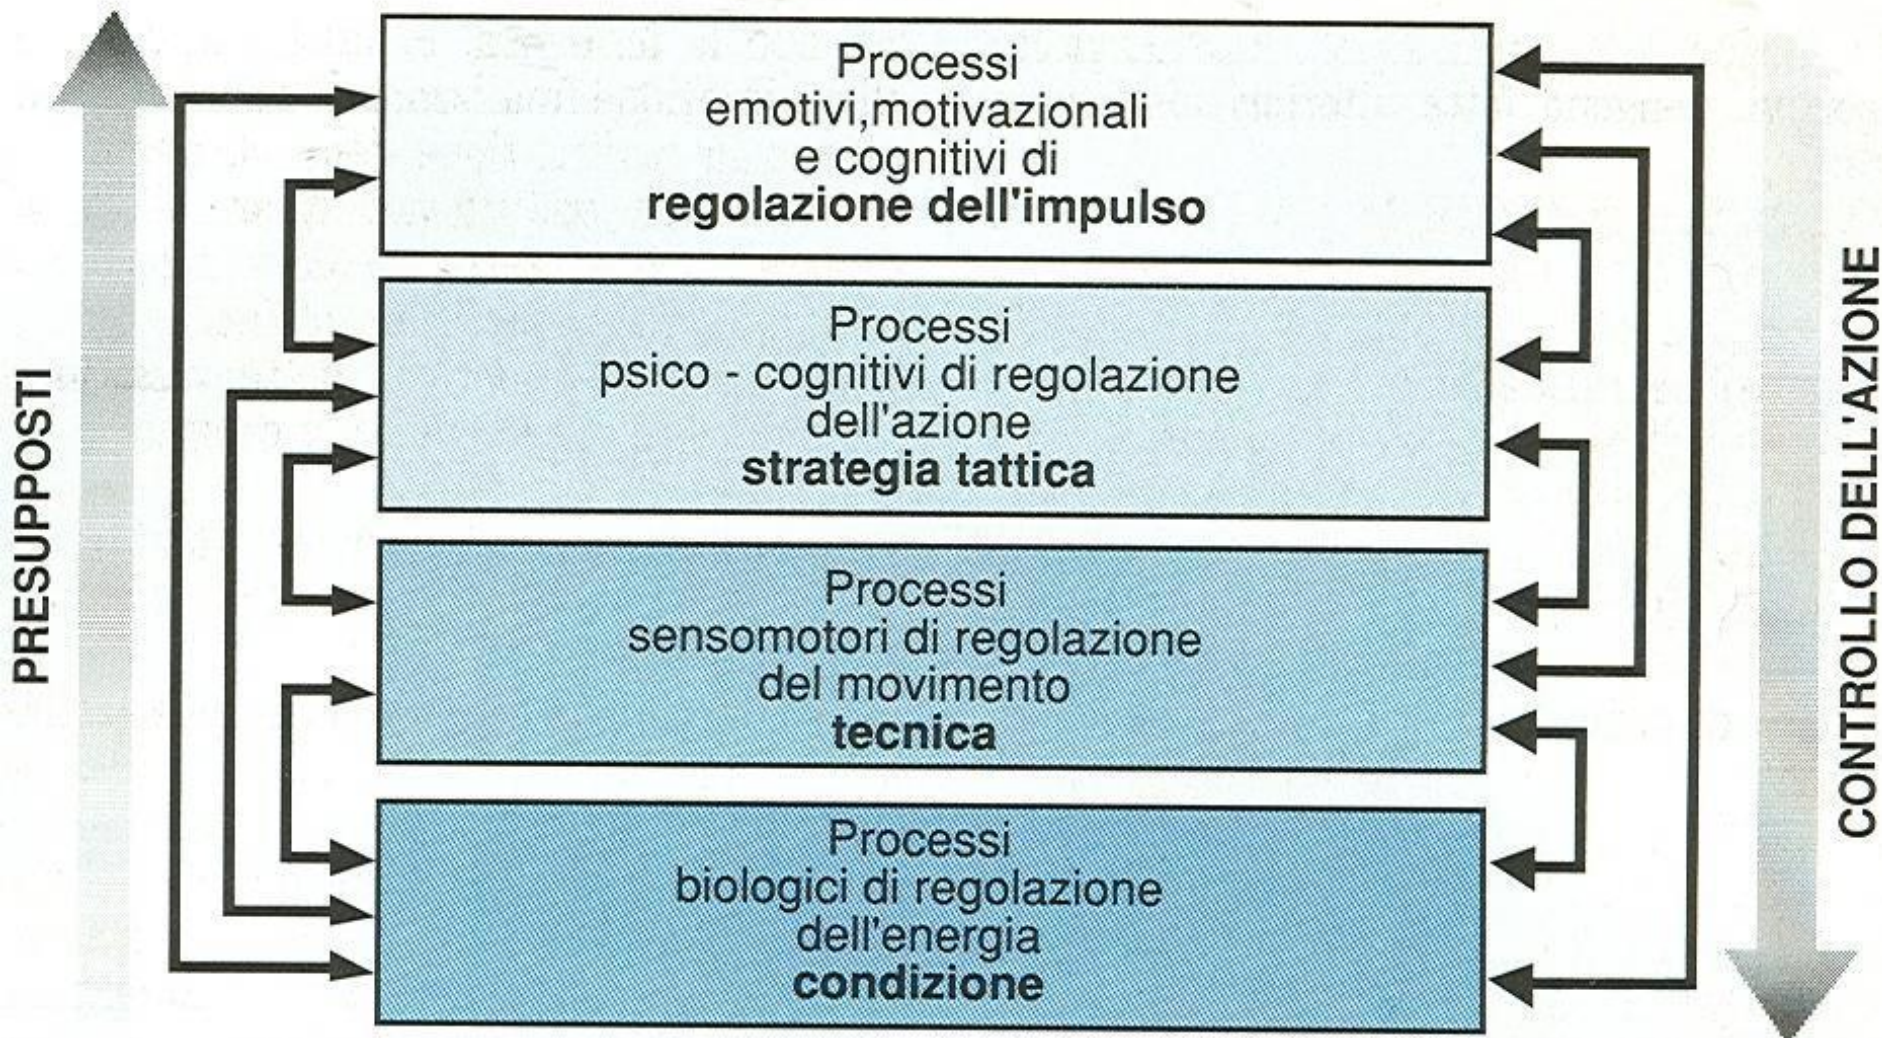 PRESUPPOSTI
Processi
emotivi,motivazionali
e cognitivi di
regolazione dell'impulso
Processi
psico - cognitivi di regolazione
dell'azione
strategia tattica
Processi
sensomotori di regolazione
del movimento
tecnica
Processi
biologici di regolazione
dell'energia
condizione
CONTROLLO DELL'AZIONE